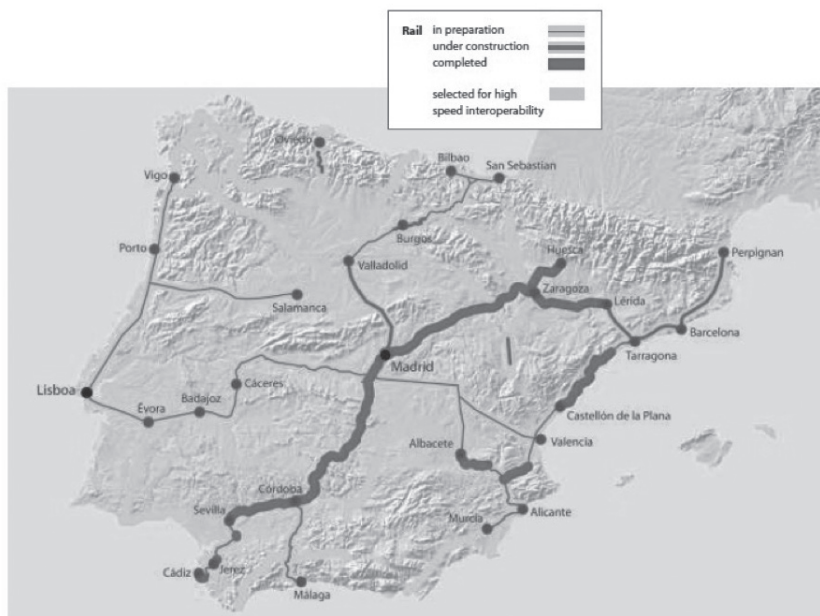 Rail in preparation
under construction
completed
selected for high
speed interoperability
Oviedo
Bilbao
San Sebastian
Vigo
Burgos
Huesca
Perpignan
Porto
Valladolid
Zaragoza
Lérida
Salamanca
Barcelona
Tarragona
Madrid
Lisboa
Cáceres
Badajoz
Évora
Castellón de la Plana
Albacete
Valencia
Córdoba
Sevilla
Murcia
Alicante
Cádiz
Jerez
Málaga